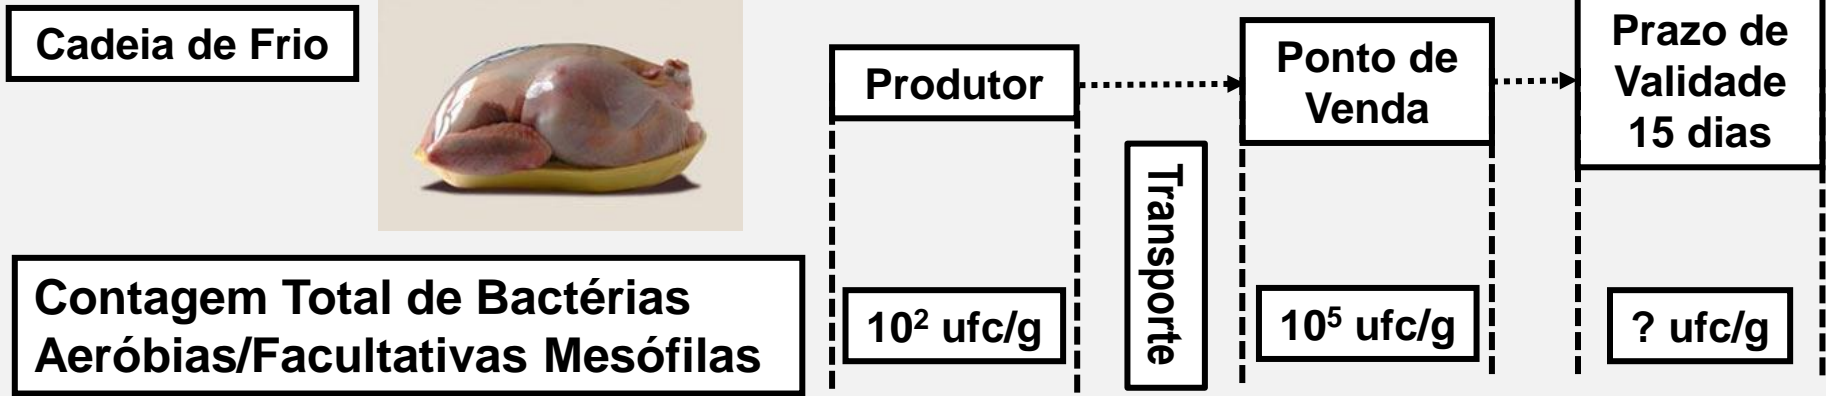 Cadeia de Frio
Produtor
Ponto de
Venda
Prazo de
Validade
15 dias
Transporte
Contagem Total de Bactérias
Aeróbias/Facultativas Mesófilas
10² ufc/g
10⁵ ufc/g
? ufc/g